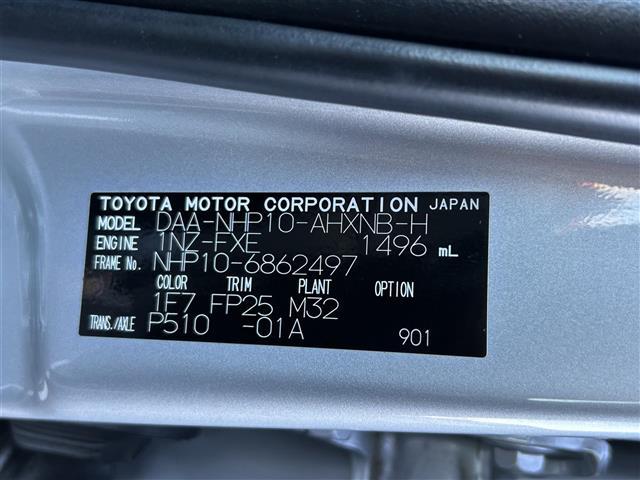 TOYOTA MOTOR CORPORATION JAPAN
MODEL DAA-NHP10-AHXNB-H
ENGINE 1NZ-FXE 1496 mL
FRAME No. NHP10-6862497
COLOR TRIM PLANT OPTION
1F7 FP25 M32
TRANS./AXLE P510 -01A
901